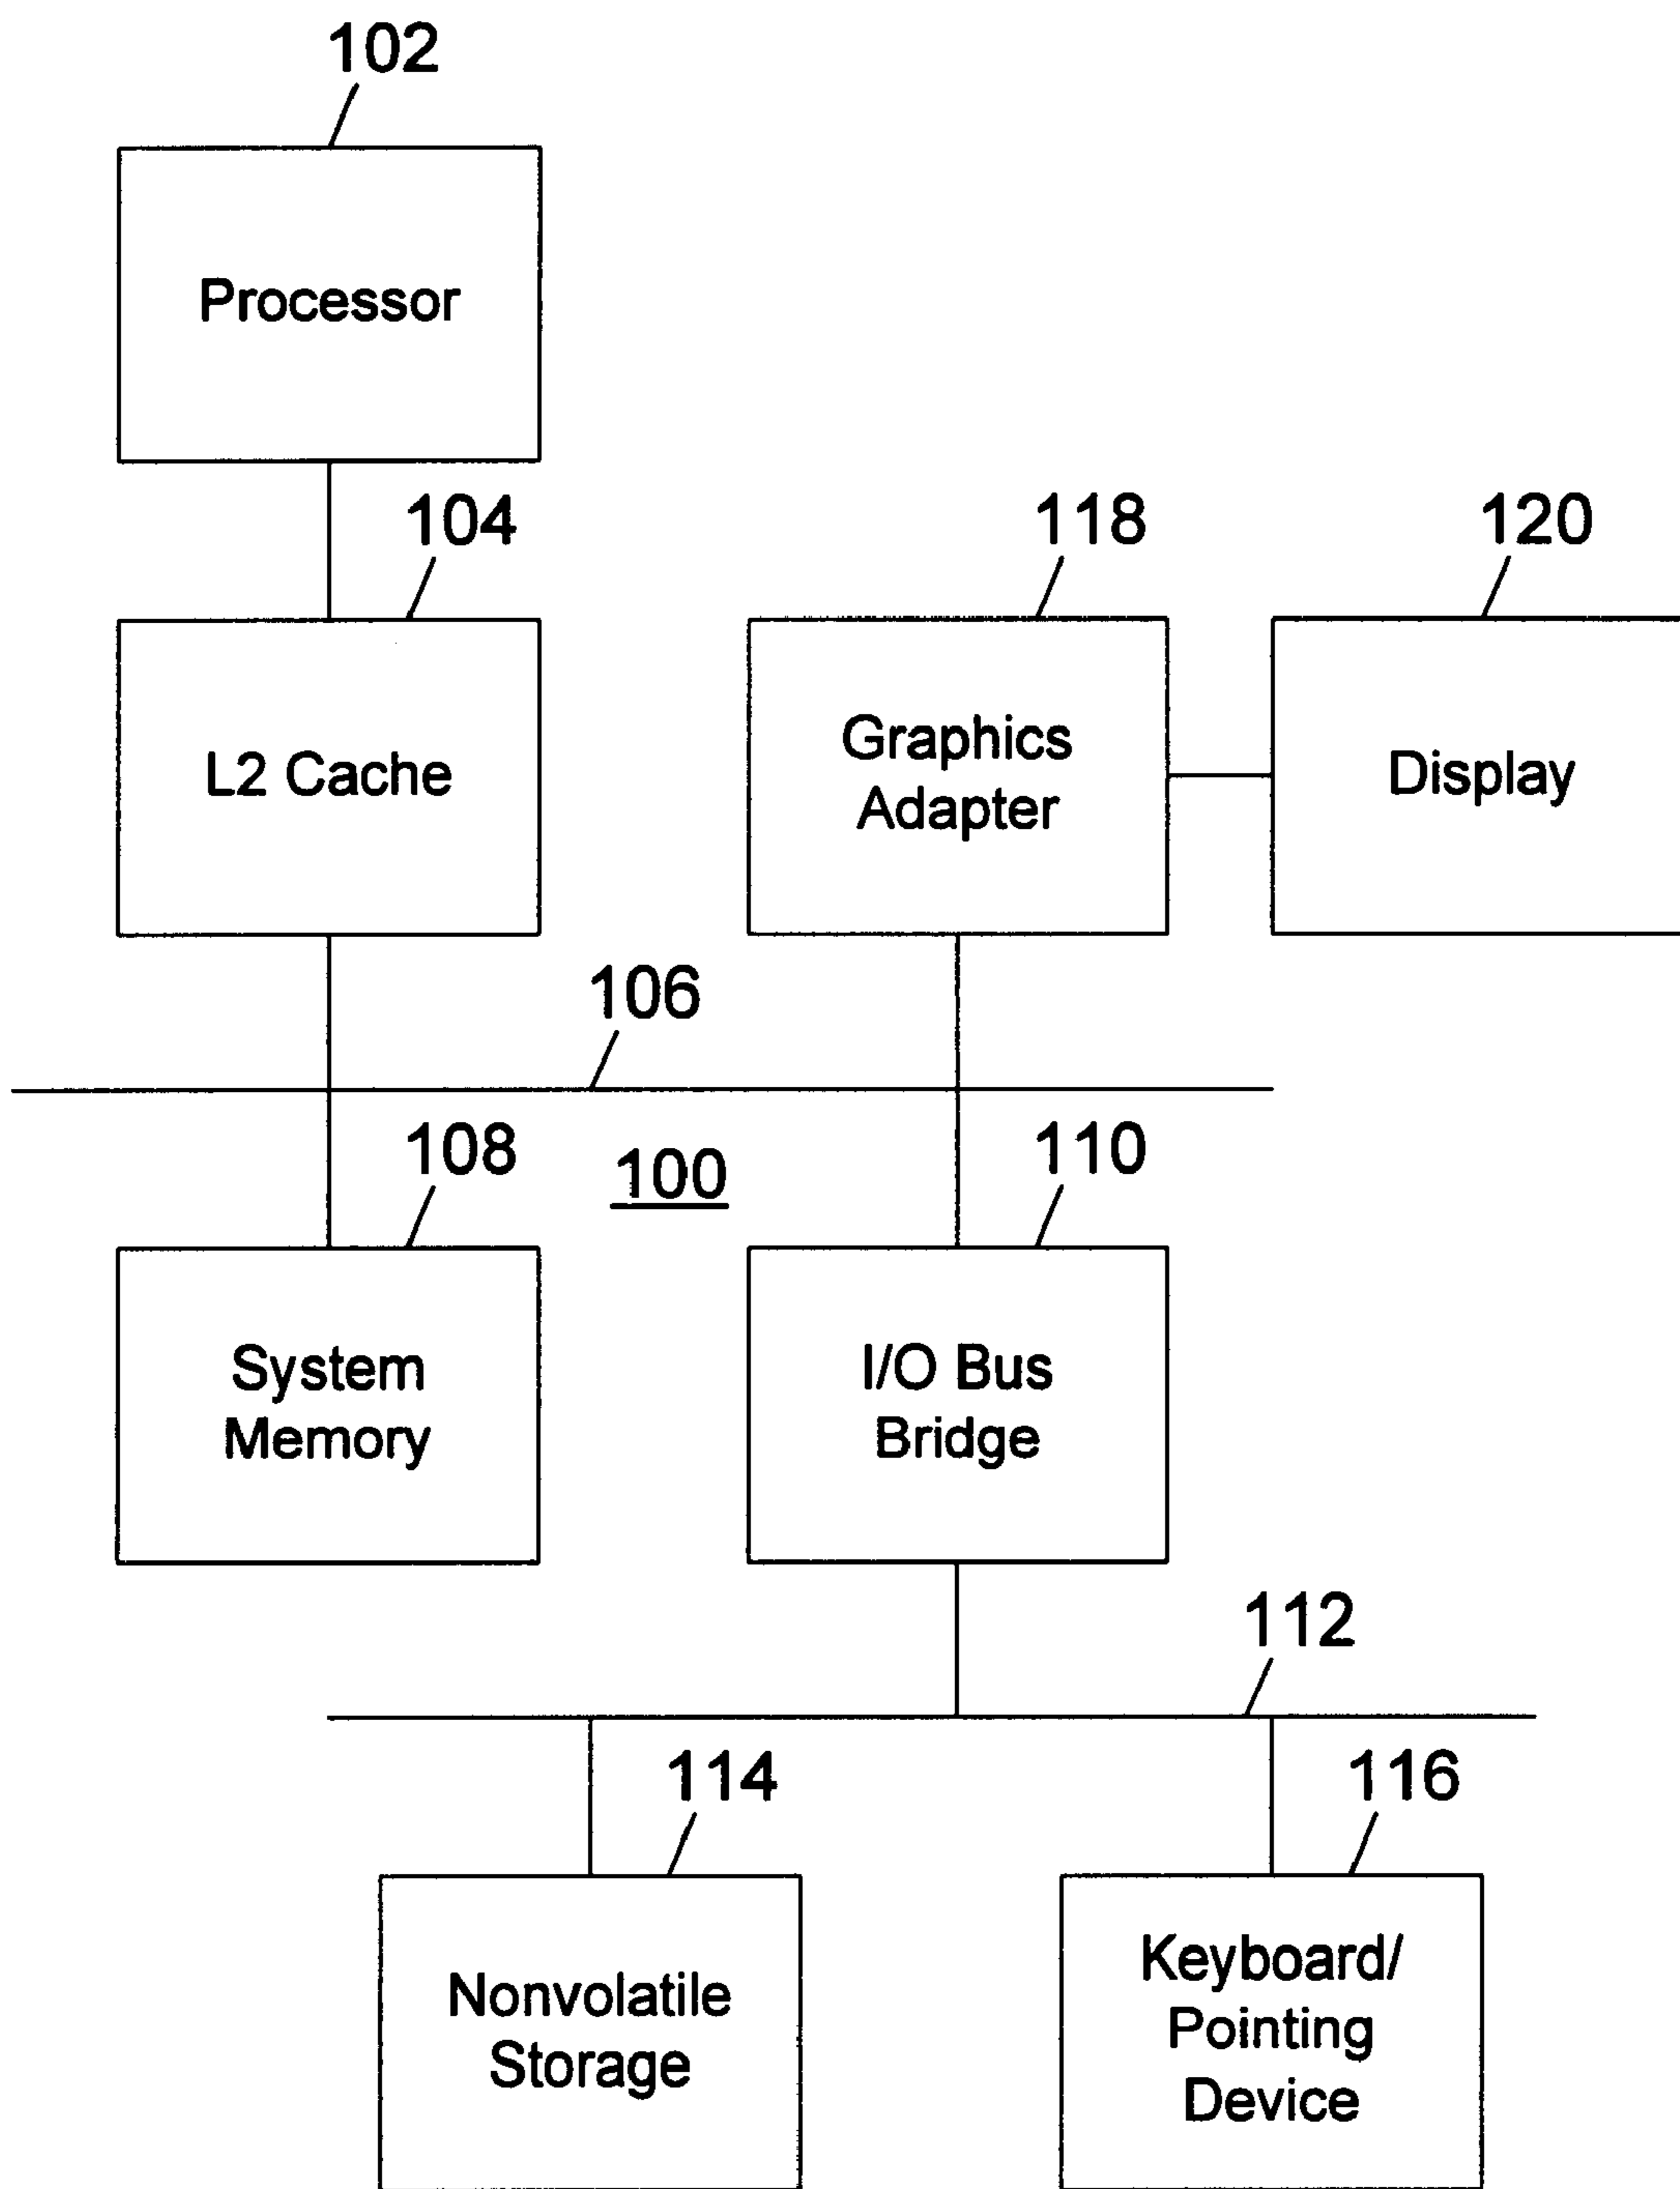 102
Processor
104
118
120
L2 Cache
Graphics
Adapter
Display
106
108
100
110
System
Memory
I/O Bus
Bridge
112
114
116
Nonvolatile
Storage
Keyboard/
Pointing
Device